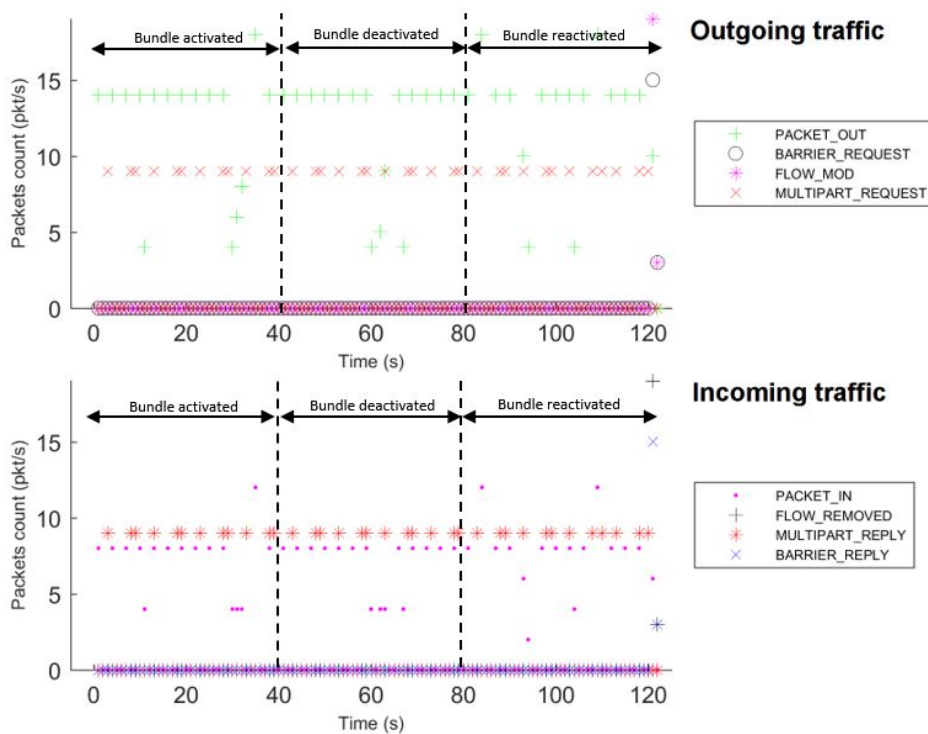 Bundle activated
Bundle deactivated
Bundle reactivated
Outgoing traffic
15
10
5
0
Packets count (pkt/s)
0 20 40 60 80 100 120
Time (s)
PACKET_OUT
BARRIER_REQUEST
FLOW_MOD
MULTIPART_REQUEST
Bundle activated
Bundle deactivated
Bundle reactivated
Incoming traffic
15
10
5
0
Packets count (pkt/s)
0 20 40 60 80 100 120
Time (s)
PACKET_IN
FLOW_REMOVED
MULTIPART_REPLY
BARRIER_REPLY